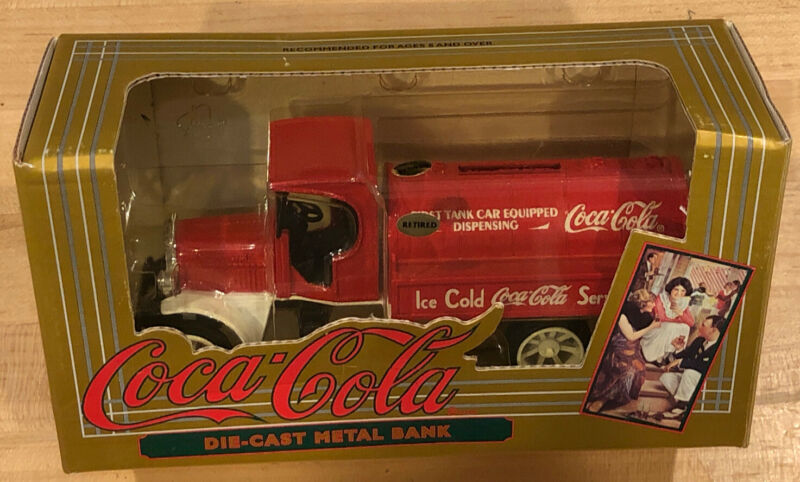 RECOMMENDED FOR AGES 8 AND OVER
RETIRED
TANK CAR EQUIPPED
DISPENSING
Coca-Cola
Ice Cold Coca-Cola Ser
Coca-Cola
DIE-CAST METAL BANK